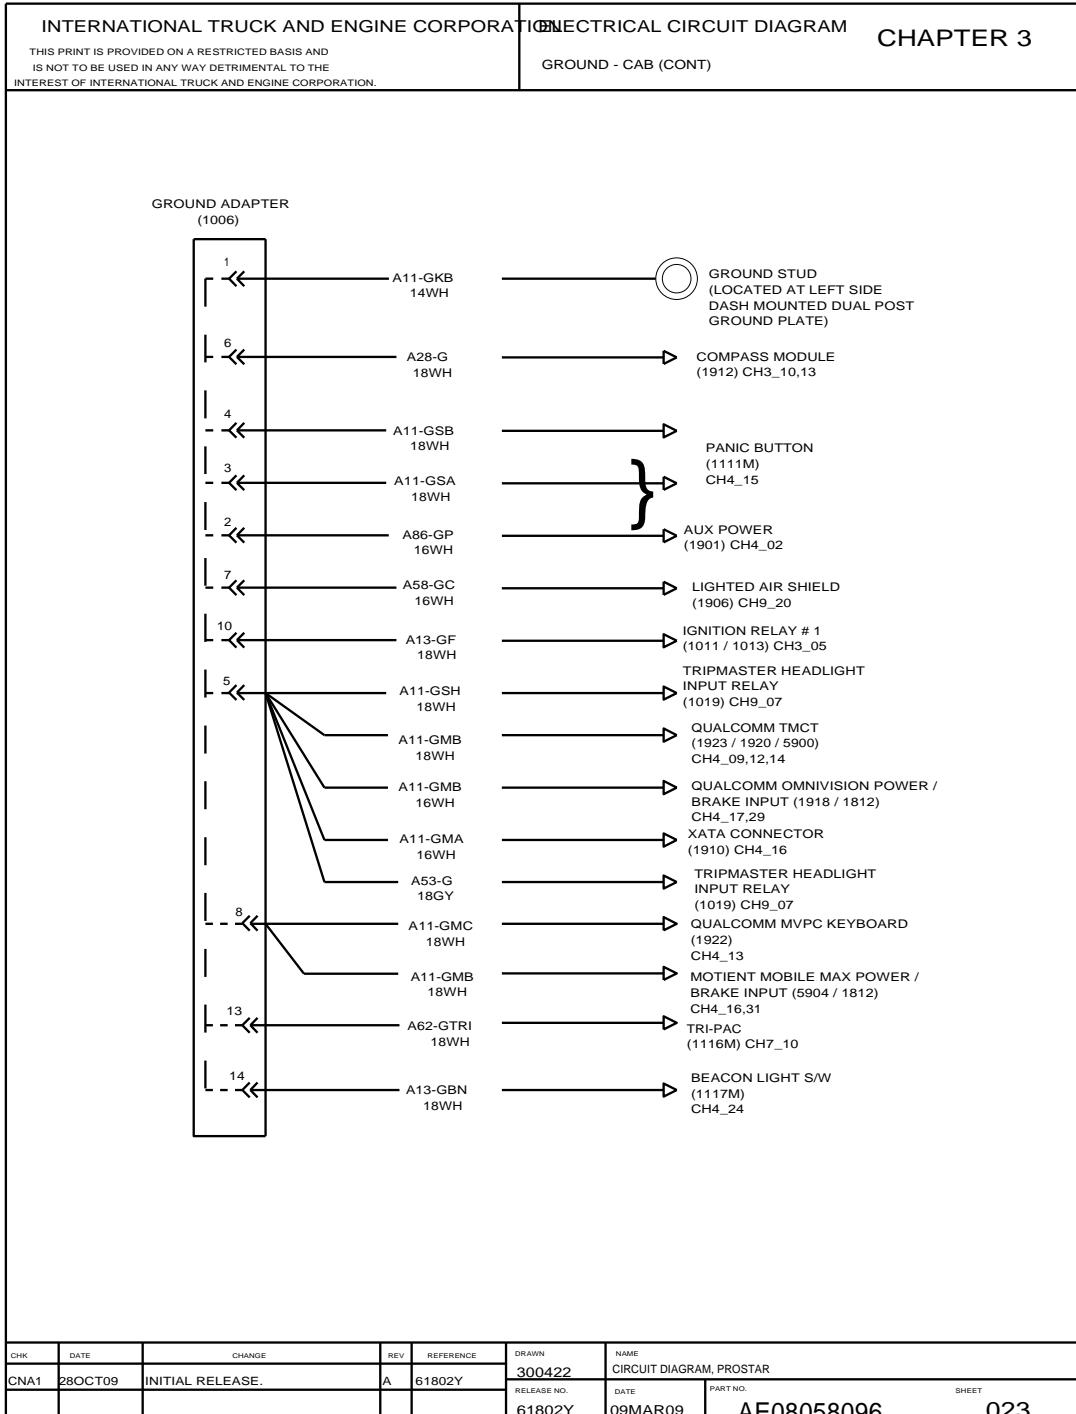 INTERNATIONAL TRUCK AND ENGINE CORPORATION
THIS PRINT IS PROVIDED ON A RESTRICTED BASIS AND
IS NOT TO BE USED IN ANY WAY DETRIMENTAL TO THE
INTEREST OF INTERNATIONAL TRUCK AND ENGINE CORPORATION.
ELECTRICAL CIRCUIT DIAGRAM
GROUND - CAB (CONT)
CHAPTER 3
GROUND ADAPTER
(1006)
1
A11-GKB
14WH
GROUND STUD
(LOCATED AT LEFT SIDE
DASH MOUNTED DUAL POST
GROUND PLATE)
6
A28-G
18WH
COMPASS MODULE
(1912) CH3_10,13
4
A11-GSB
18WH
3
A11-GSA
18WH
}
PANIC BUTTON
(1111M)
CH4_15
2
A86-GP
16WH
AUX POWER
(1901) CH4_02
7
A58-GC
16WH
LIGHTED AIR SHIELD
(1906) CH9_20
10
A13-GF
18WH
IGNITION RELAY # 1
(1011 / 1013) CH3_05
5
A11-GSH
18WH
TRIPMASTER HEADLIGHT
INPUT RELAY
(1019) CH9_07
A11-GMB
18WH
QUALCOMM TMCT
(1923 / 1920 / 5900)
CH4_09,12,14
A11-GMB
16WH
QUALCOMM OMNIVISION POWER /
BRAKE INPUT (1918 / 1812)
CH4_17,29
A11-GMA
16WH
XATA CONNECTOR
(1910) CH4_16
A53-G
18GY
TRIPMASTER HEADLIGHT
INPUT RELAY
(1019) CH9_07
8
A11-GMC
18WH
QUALCOMM MVPC KEYBOARD
(1922)
CH4_13
A11-GMB
18WH
MOTIENT MOBILE MAX POWER /
BRAKE INPUT (5904 / 1812)
CH4_16,31
13
A62-GTRI
18WH
TRI-PAC
(1116M) CH7_10
14
A13-GBN
18WH
BEACON LIGHT S/W
(1117M)
CH4_24
CHK DATE CHANGE REV REFERENCE
CNA1 28OCT09 INITIAL RELEASE. A 61802Y
DRAWN
300422
NAME
CIRCUIT DIAGRAM, PROSTAR
RELEASE NO.
61802Y
DATE
09MAR09
PART NO.
AE08058096
SHEET
023